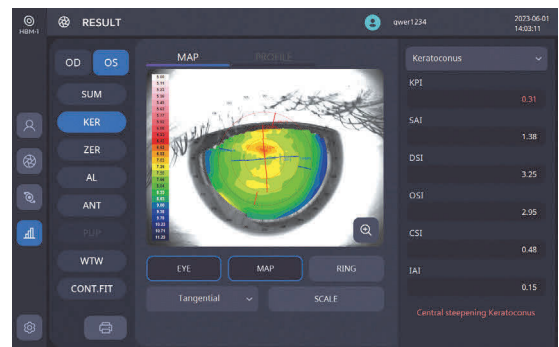 HBM-1
RESULT
qwer1234
2023-06-01
14:03:11
OD
OS
SUM
KER
ZER
AL
ANT
PUP
WTW
CONT.FIT
MAP
PROFILE
EYE
MAP
RING
Tangential
SCALE
Keratoconus
KPI
0.31
SAI
1.38
DSI
3.25
OSI
2.95
CSI
0.48
IAI
0.15
Central steepening Keratoconus